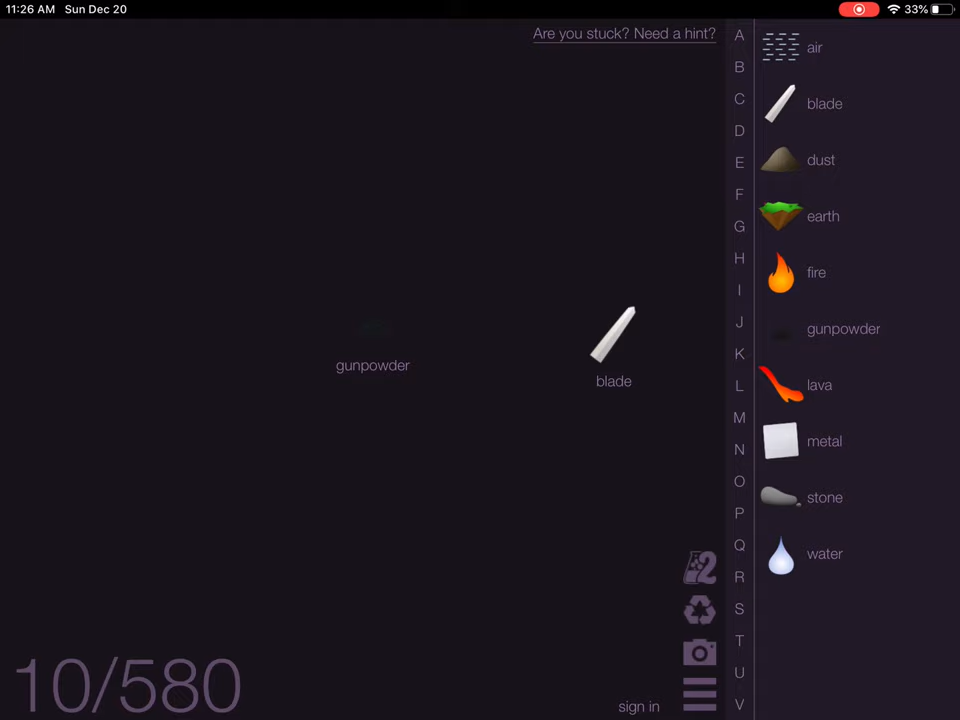 11:26 AM Sun Dec 20
33%
Are you stuck? Need a hint?
A
B
C
D
E
F
G
H
I
J
K
L
M
N
O
P
Q
R
S
T
U
V
air
blade
dust
earth
fire
gunpowder
lava
metal
stone
water
gunpowder
blade
2
10/580
sign in